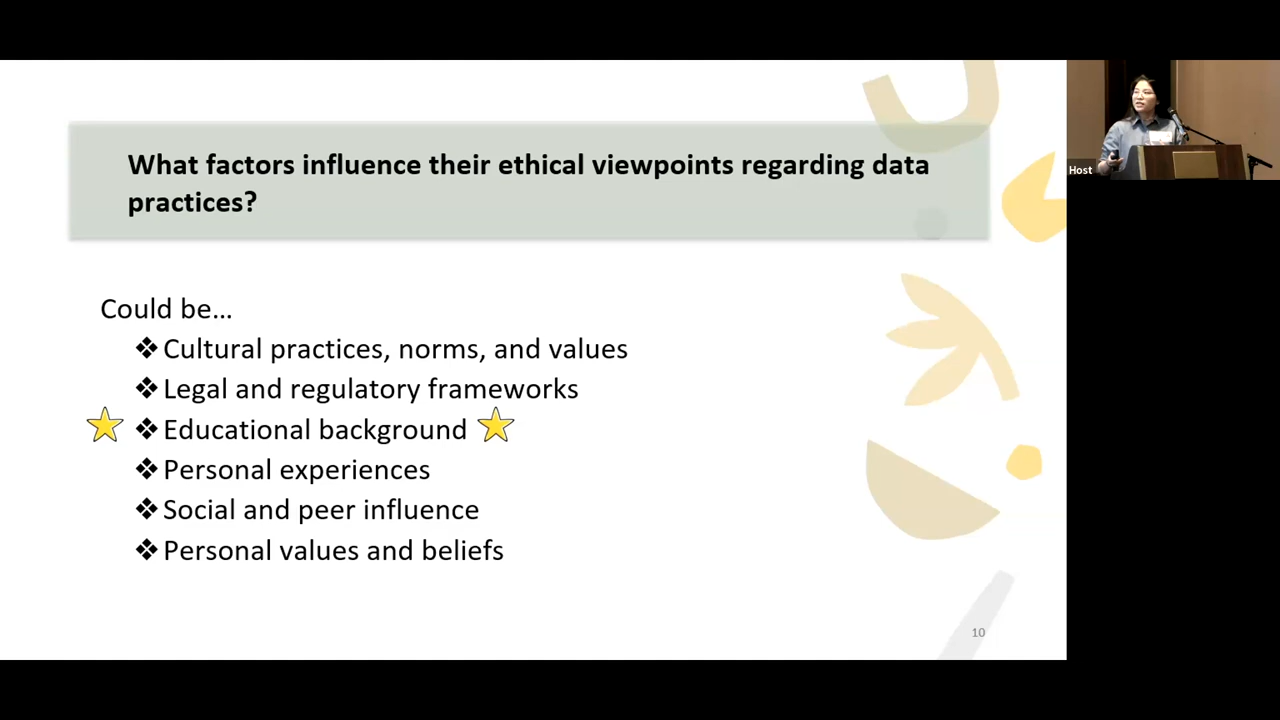 What factors influence their ethical viewpoints regarding data
practices?
Could be...
❖Cultural practices, norms, and values
❖Legal and regulatory frameworks
❖Educational background
❖Personal experiences
❖Social and peer influence
❖Personal values and beliefs
10
Host